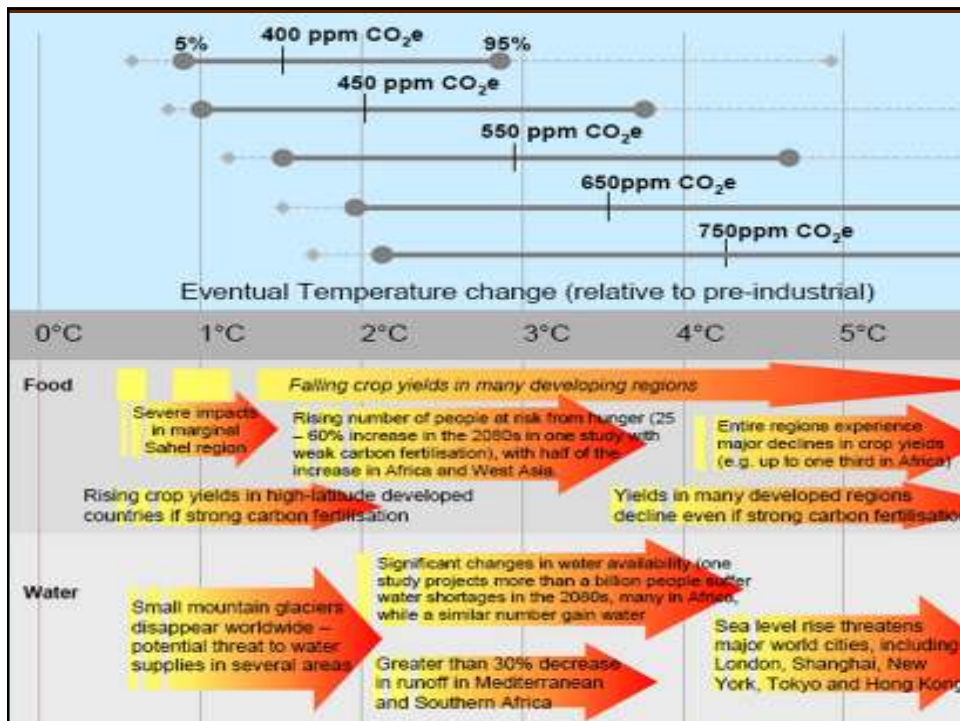 400 ppm CO₂e
5%
95%
450 ppm CO₂e
550 ppm CO₂e
650ppm CO₂e
750ppm CO₂e
Eventual Temperature change (relative to pre-industrial)
0°C 1°C 2°C 3°C 4°C 5°C
Food
Falling crop yields in many developing regions
Severe impacts
in marginal
Sahel region
Rising number of people at risk from hunger (25
– 60% increase in the 2080s in one study with
weak carbon fertilisation), with half of the
increase in Africa and West Asia.
Entire regions experience
major declines in crop yields
(e.g. up to one third in Africa)
Rising crop yields in high-latitude developed
countries if strong carbon fertilisation
Yields in many developed regions
decline even if strong carbon fertilisation
Water
Small mountain glaciers
disappear worldwide –
potential threat to water
supplies in several areas
Significant changes in water availability (one
study projects more than a billion people suffer
water shortages in the 2080s, many in Africa,
while a similar number gain water
Greater than 30% decrease
in runoff in Mediterranean
and Southern Africa
Sea level rise threatens
major world cities, including
London, Shanghai, New
York, Tokyo and Hong Kong